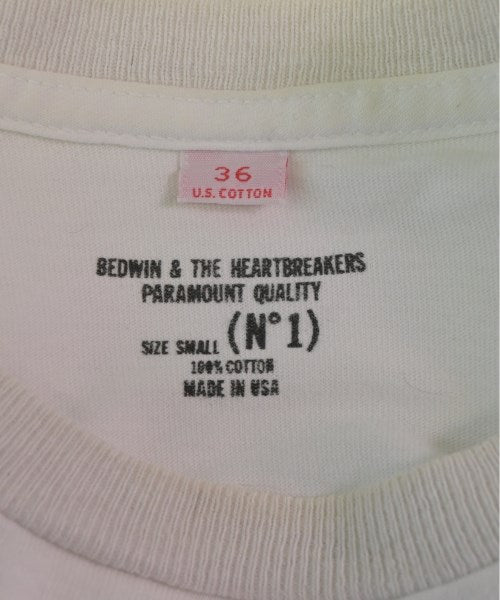 36
U.S. COTTON
BEDWIN & THE HEARTBREAKERS
PARAMOUNT QUALITY
SIZE SMALL (N°1)
100% COTTON
MADE IN USA